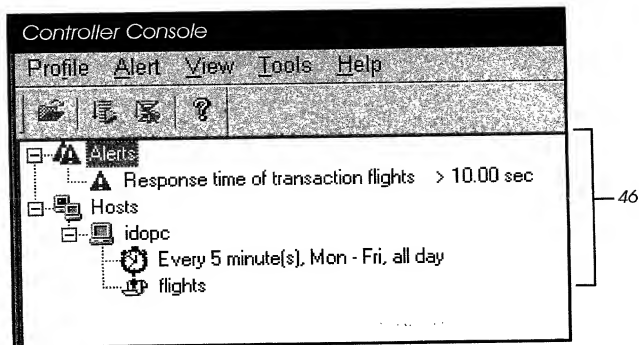 Controller Console
Profile Alert View Tools Help
Alerts
Response time of transaction flights > 10.00 sec
Hosts
idopc
Every 5 minute(s), Mon - Fri, all day
flights
46